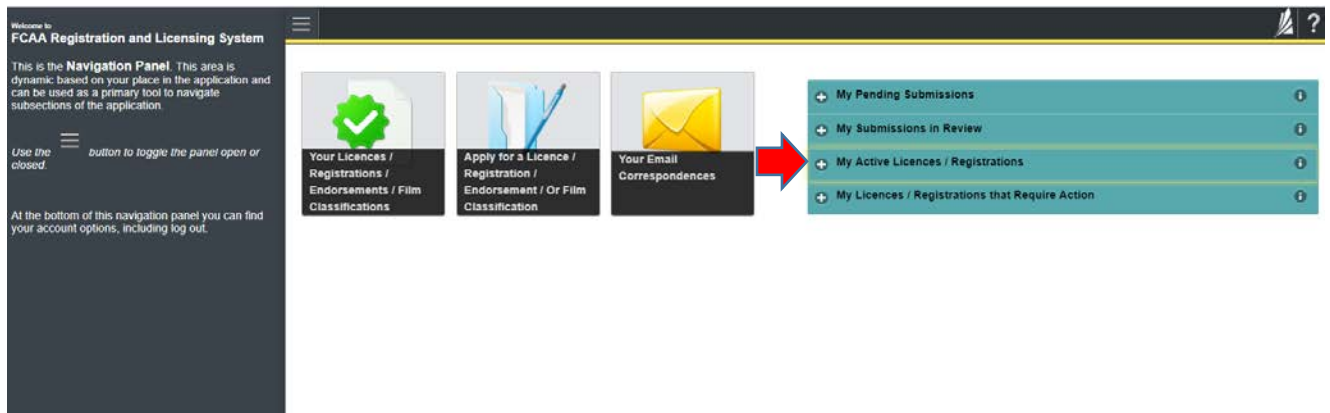 Welcome to
FCAA Registration and Licensing System
This is the Navigation Panel. This area is
dynamic based on your place in the application and
can be used as a primary tool to navigate
subsections of the application.
Use the button to toggle the panel open or
closed.
At the bottom of this navigation panel you can find
your account options, including log out.
?
Your Licences /
Registrations /
Endorsements / Film
Classifications
Apply for a Licence /
Registration /
Endorsement / Or Film
Classification
Your Email
Correspondences
My Pending Submissions
My Submissions in Review
My Active Licences / Registrations
My Licences / Registrations that Require Action